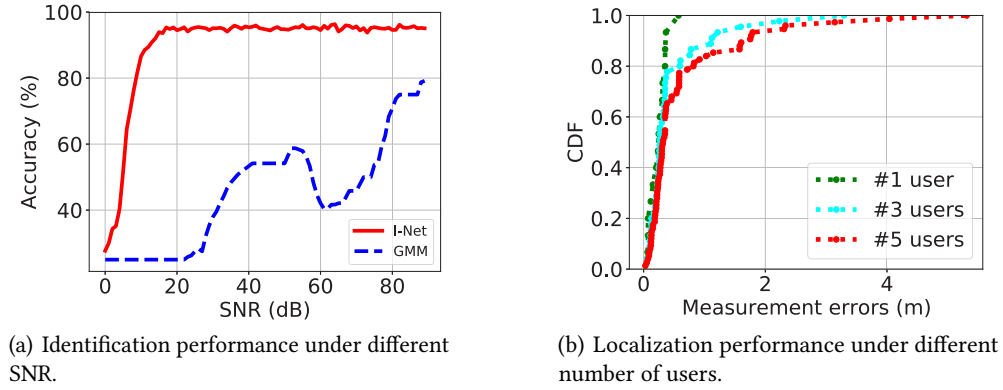 100
80
60
40
Accuracy (%)
0
20
40
60
80
SNR (dB)
I-Net
GMM
(a) Identification performance under different
SNR.
1.0
0.8
0.6
0.4
0.2
0.0
CDF
0
2
4
Measurement errors (m)
#1 user
#3 users
#5 users
(b) Localization performance under different
number of users.